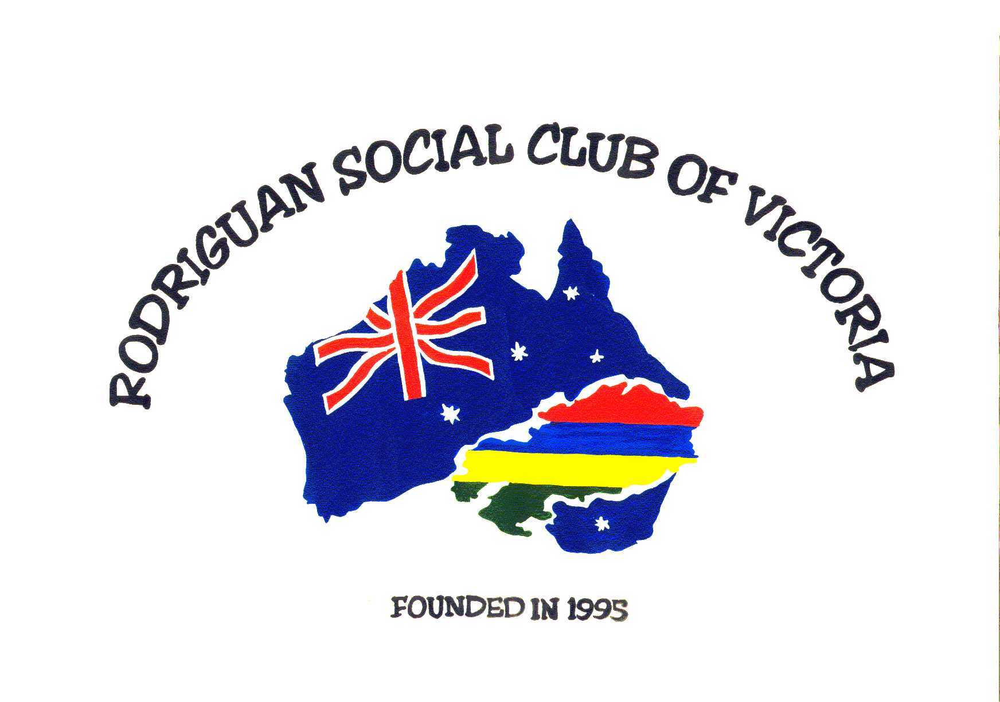 RODRIGUAN SOCIAL CLUB OF VICTORIA
FOUNDED IN 1995